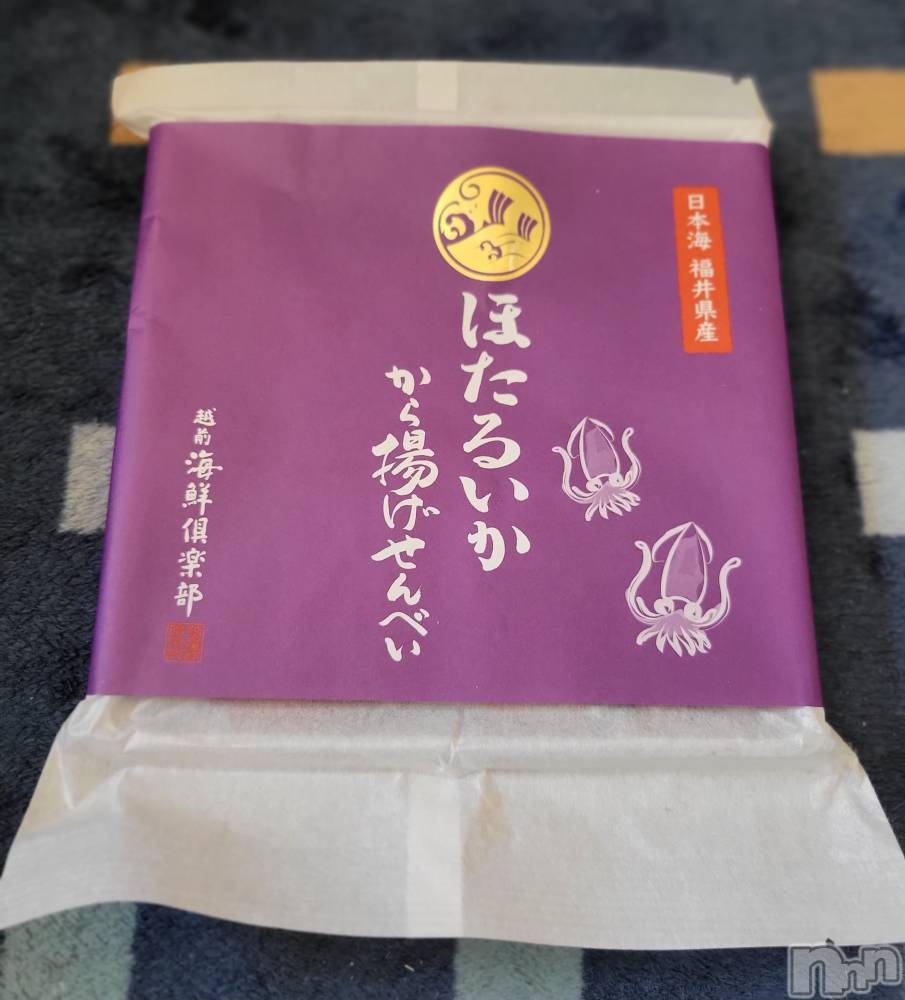 日本海 福井県産
ほたるいか
から揚げせんべい
越前 海鮮倶楽部